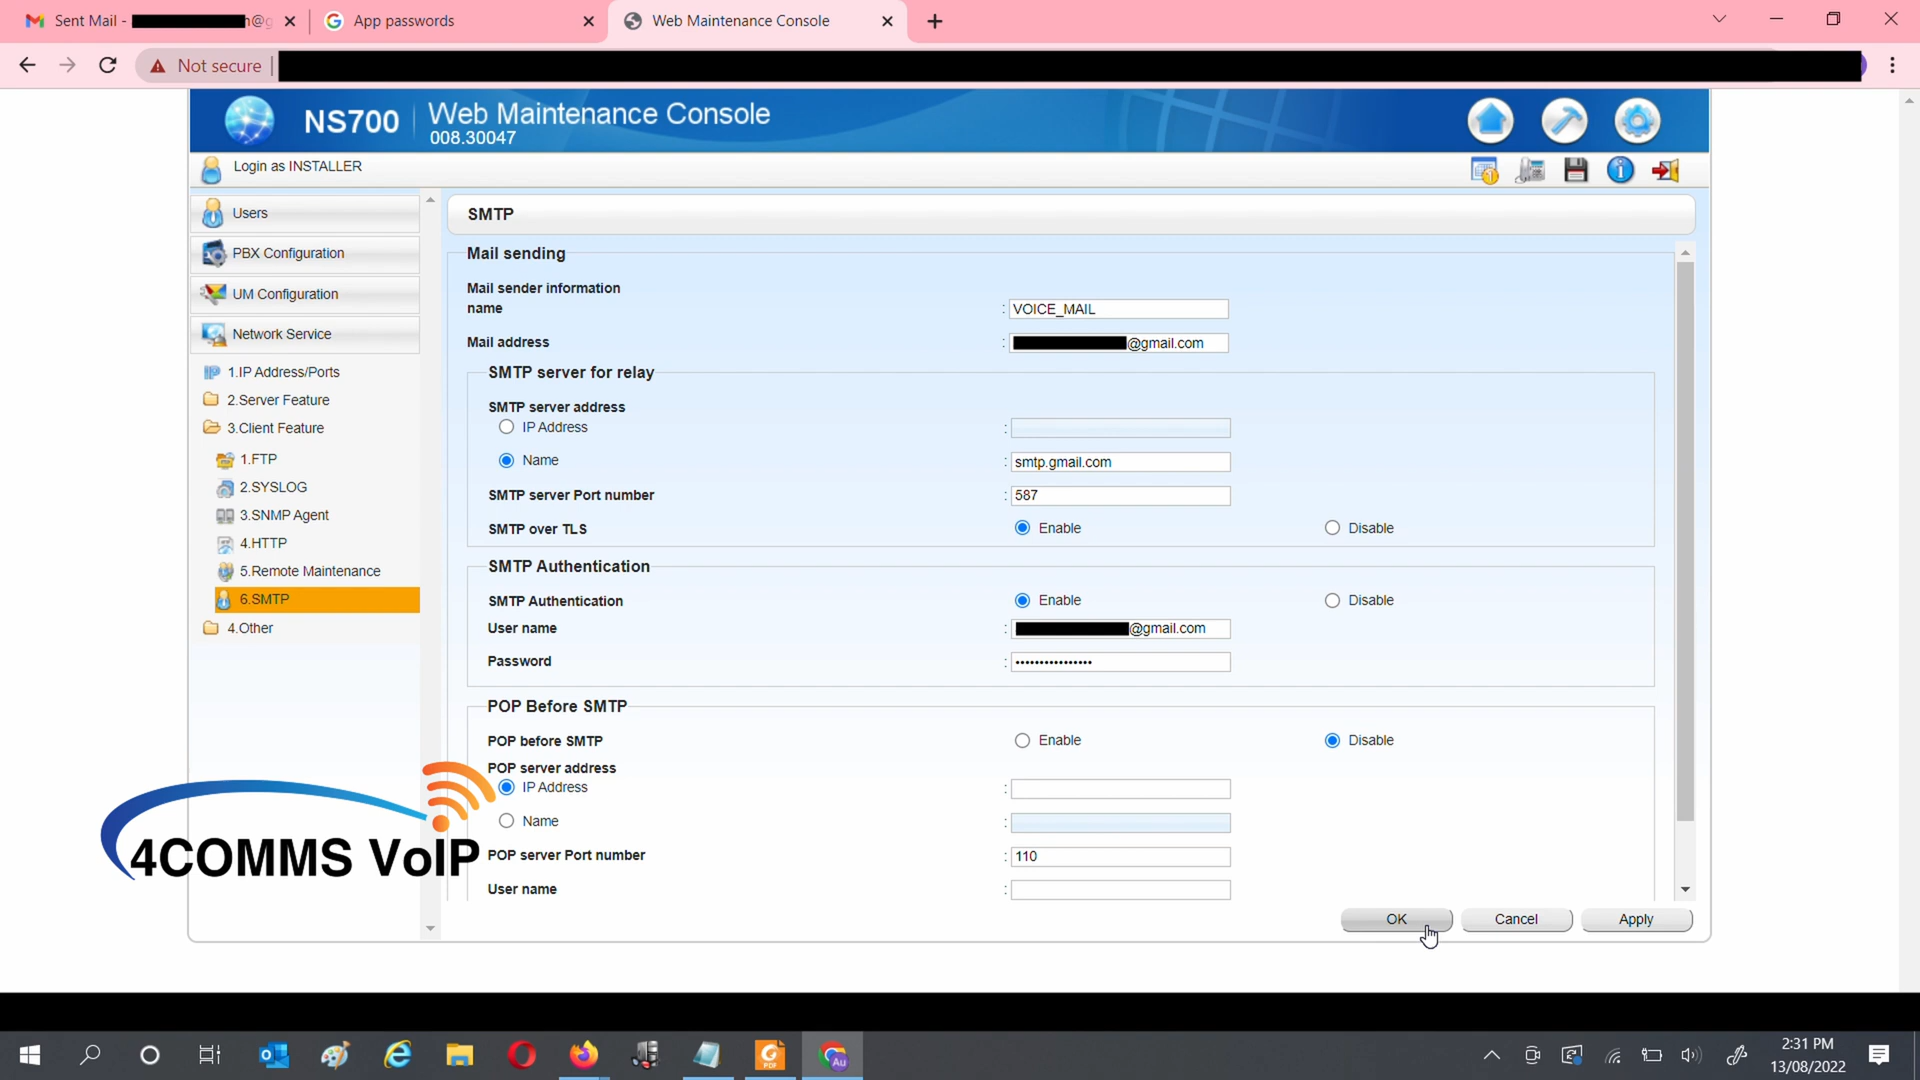 Sent Mail - @g
App passwords
Web Maintenance Console
Not secure
NS700
Web Maintenance Console
008.30047
Login as INSTALLER
Users
PBX Configuration
UM Configuration
Network Service
1.IP Address/Ports
2.Server Feature
3.Client Feature
1.FTP
2.SYSLOG
3.SNMP Agent
4.HTTP
5.Remote Maintenance
6.SMTP
4.Other
SMTP
Mail sending
Mail sender information
name : VOICE_MAIL
Mail address : @gmail.com
SMTP server for relay
SMTP server address
IP Address :
Name : smtp.gmail.com
SMTP server Port number : 587
SMTP over TLS Enable Disable
SMTP Authentication
SMTP Authentication Enable Disable
User name : @gmail.com
Password : ••••••••••••••••
POP Before SMTP
POP before SMTP Enable Disable
POP server address
IP Address :
Name :
POP server Port number : 110
User name :
OK Cancel Apply
4COMMS VoIP
PDF
Au
2:31 PM
13/08/2022